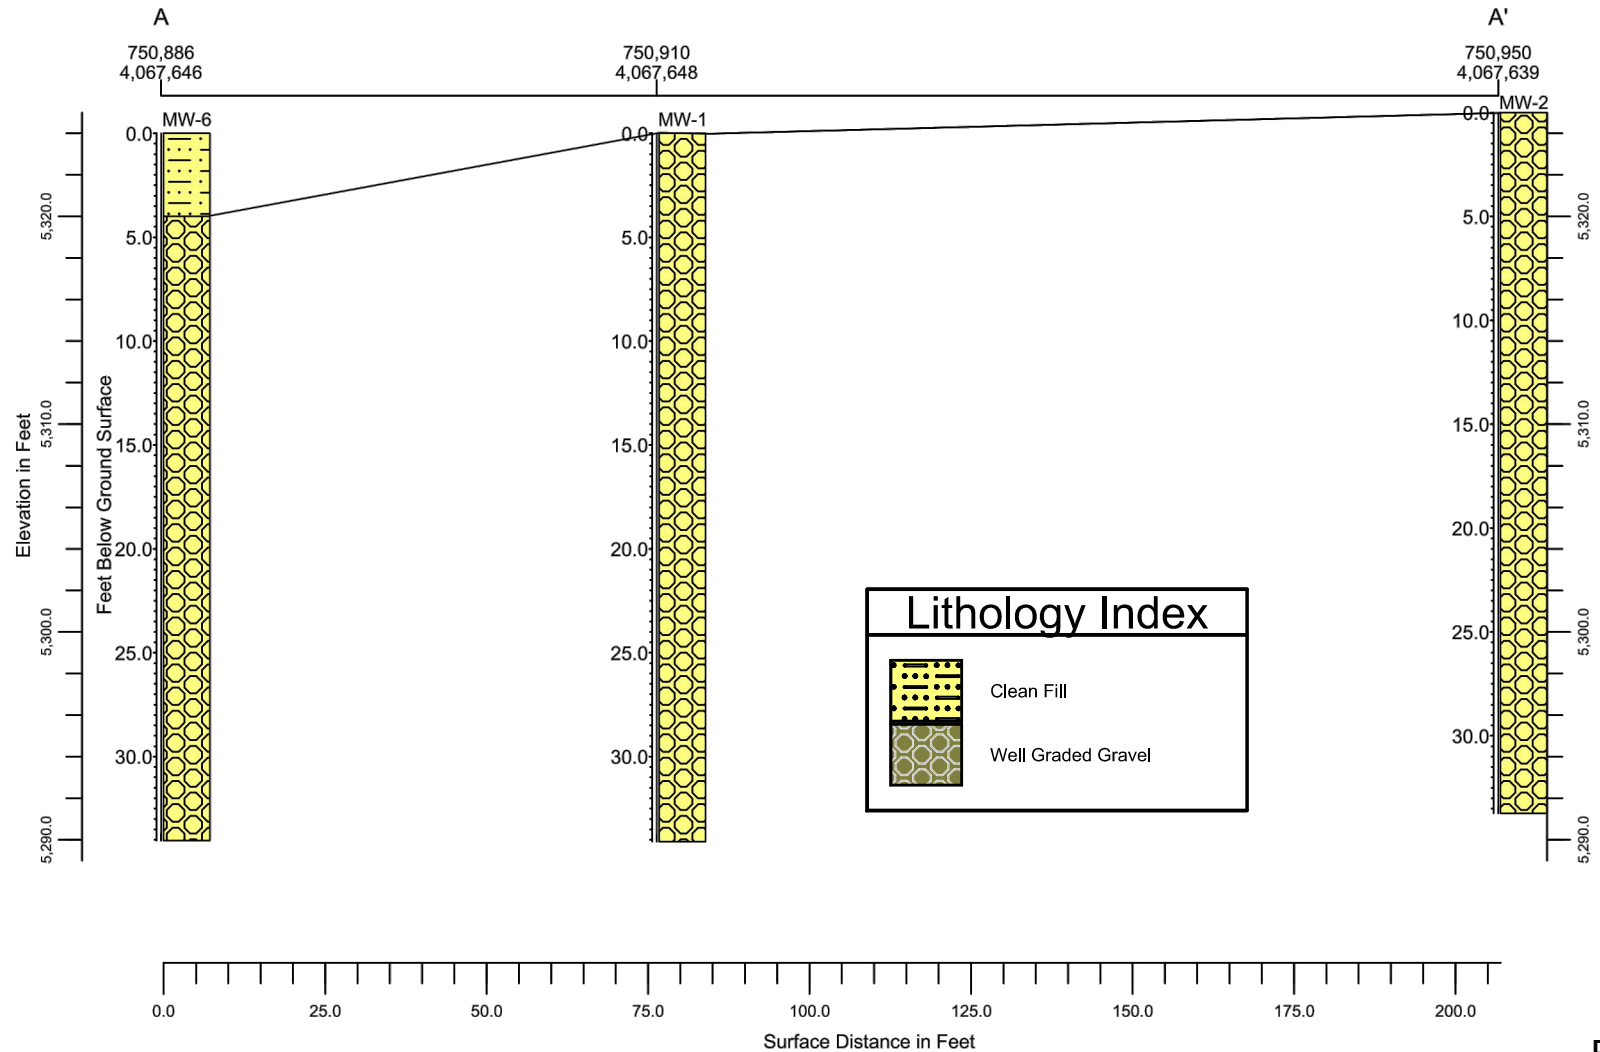 A
A'
750,886
4,067,646
750,910
4,067,648
750,950
4,067,639
MW-6
MW-1
MW-2
Elevation in Feet
5,320.0
5,310.0
5,300.0
5,290.0
Feet Below Ground Surface
0.0
5.0
10.0
15.0
20.0
25.0
30.0
0.0
5.0
10.0
15.0
20.0
25.0
30.0
0.0
5.0
10.0
15.0
20.0
25.0
30.0
5,320.0
5,310.0
5,300.0
5,290.0
Lithology Index
Clean Fill
Well Graded Gravel
0.0 25.0 50.0 75.0 100.0 125.0 150.0 175.0 200.0
Surface Distance in Feet